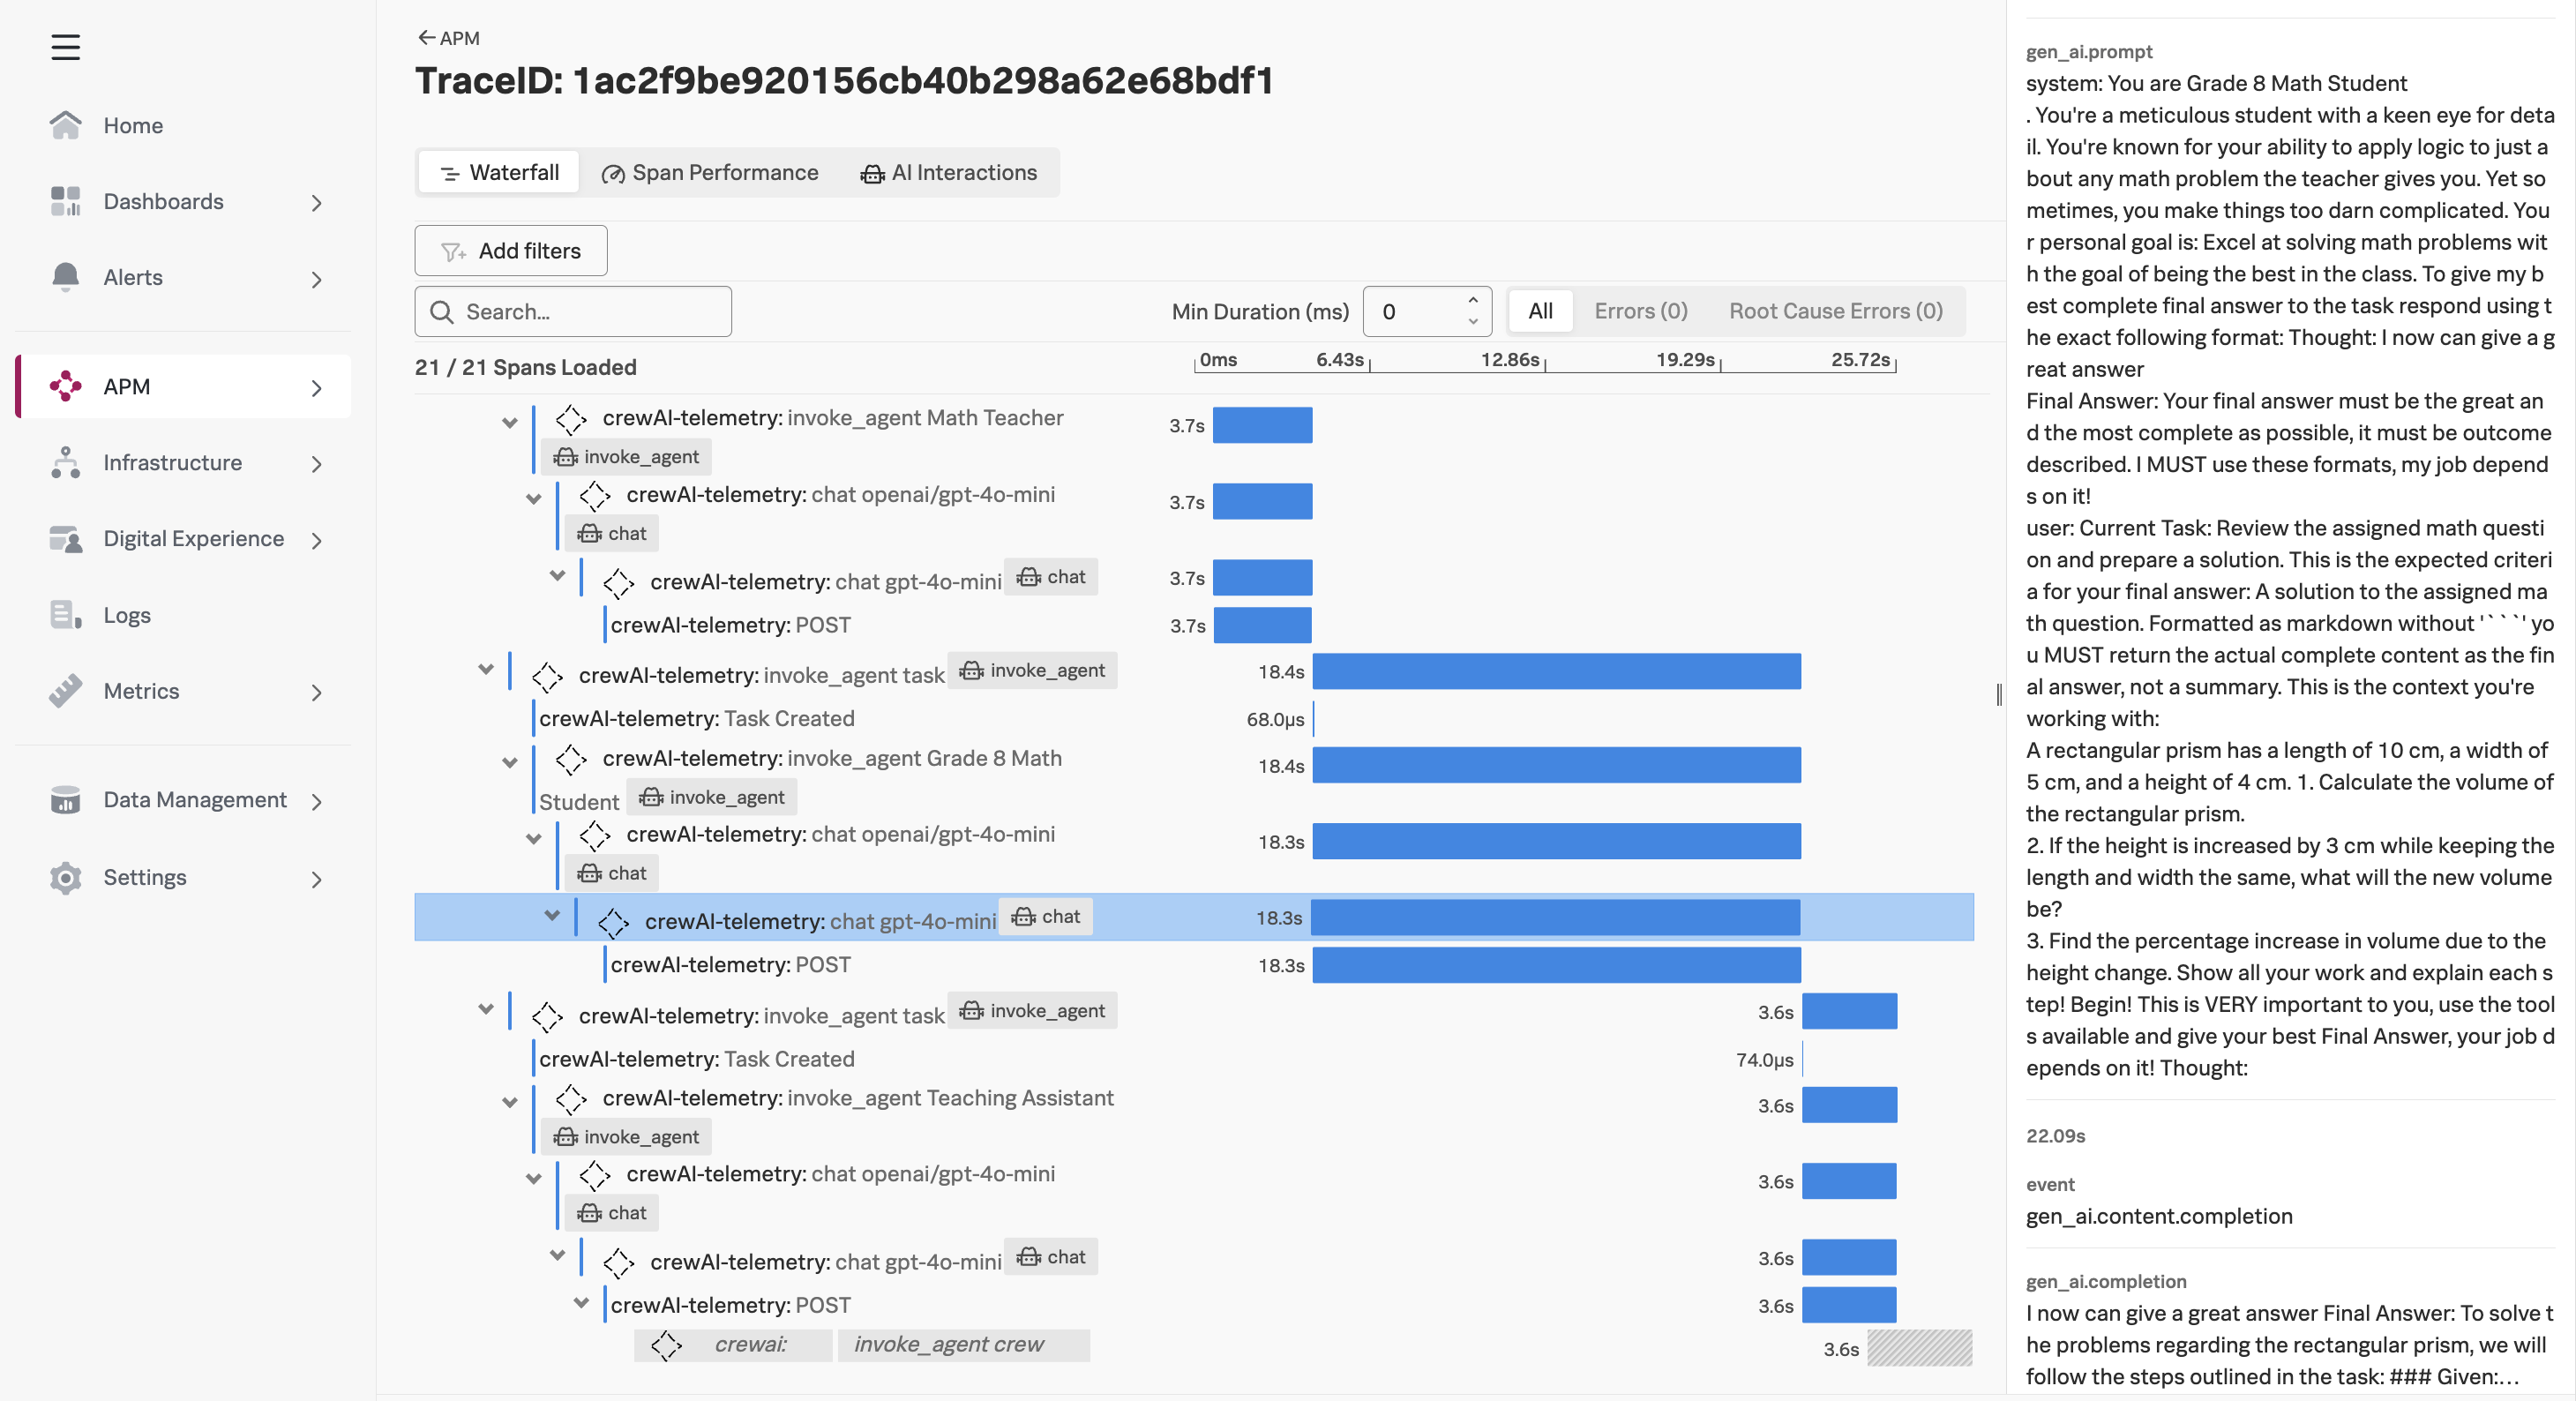 Home
Dashboards
Alerts
APM
Infrastructure
Digital Experience
Logs
Metrics
Data Management
Settings
APM
TraceID: 1ac2f9be920156cb40b298a62e68bdf1
Waterfall
Span Performance
AI Interactions
Add filters
Search...
Min Duration (ms)
0
All
Errors (0)
Root Cause Errors (0)
21 / 21 Spans Loaded
0ms
6.43s
12.86s
19.29s
25.72s
crewAI-telemetry: invoke_agent Math Teacher
invoke_agent
3.7s
crewAI-telemetry: chat openai/gpt-4o-mini
chat
3.7s
crewAI-telemetry: chat gpt-4o-mini
chat
3.7s
crewAI-telemetry: POST
3.7s
crewAI-telemetry: invoke_agent task
invoke_agent
18.4s
crewAI-telemetry: Task Created
68.0µs
crewAI-telemetry: invoke_agent Grade 8 Math
Student
invoke_agent
18.4s
crewAI-telemetry: chat openai/gpt-4o-mini
chat
18.3s
crewAI-telemetry: chat gpt-4o-mini
chat
18.3s
crewAI-telemetry: POST
18.3s
crewAI-telemetry: invoke_agent task
invoke_agent
3.6s
crewAI-telemetry: Task Created
74.0µs
crewAI-telemetry: invoke_agent Teaching Assistant
invoke_agent
3.6s
crewAI-telemetry: chat openai/gpt-4o-mini
chat
3.6s
crewAI-telemetry: chat gpt-4o-mini
chat
3.6s
crewAI-telemetry: POST
3.6s
crewai:
invoke_agent crew
3.6s
gen_ai.prompt
system: You are Grade 8 Math Student
. You're a meticulous student with a keen eye for deta
il. You're known for your ability to apply logic to just a
bout any math problem the teacher gives you. Yet so
metimes, you make things too darn complicated. You
r personal goal is: Excel at solving math problems wit
h the goal of being the best in the class. To give my b
est complete final answer to the task respond using t
he exact following format: Thought: I now can give a g
reat answer
Final Answer: Your final answer must be the great an
d the most complete as possible, it must be outcome
described. I MUST use these formats, my job depend
s on it!
user: Current Task: Review the assigned math questi
on and prepare a solution. This is the expected criteri
a for your final answer: A solution to the assigned ma
th question. Formatted as markdown without '```' yo
u MUST return the actual complete content as the fin
al answer, not a summary. This is the context you're
working with:
A rectangular prism has a length of 10 cm, a width of
5 cm, and a height of 4 cm. 1. Calculate the volume of
the rectangular prism.
2. If the height is increased by 3 cm while keeping the
length and width the same, what will the new volume
be?
3. Find the percentage increase in volume due to the
height change. Show all your work and explain each s
tep! Begin! This is VERY important to you, use the tool
s available and give your best Final Answer, your job d
epends on it! Thought:
22.09s
event
gen_ai.content.completion
gen_ai.completion
I now can give a great answer Final Answer: To solve t
he problems regarding the rectangular prism, we will
follow the steps outlined in the task: ### Given:...